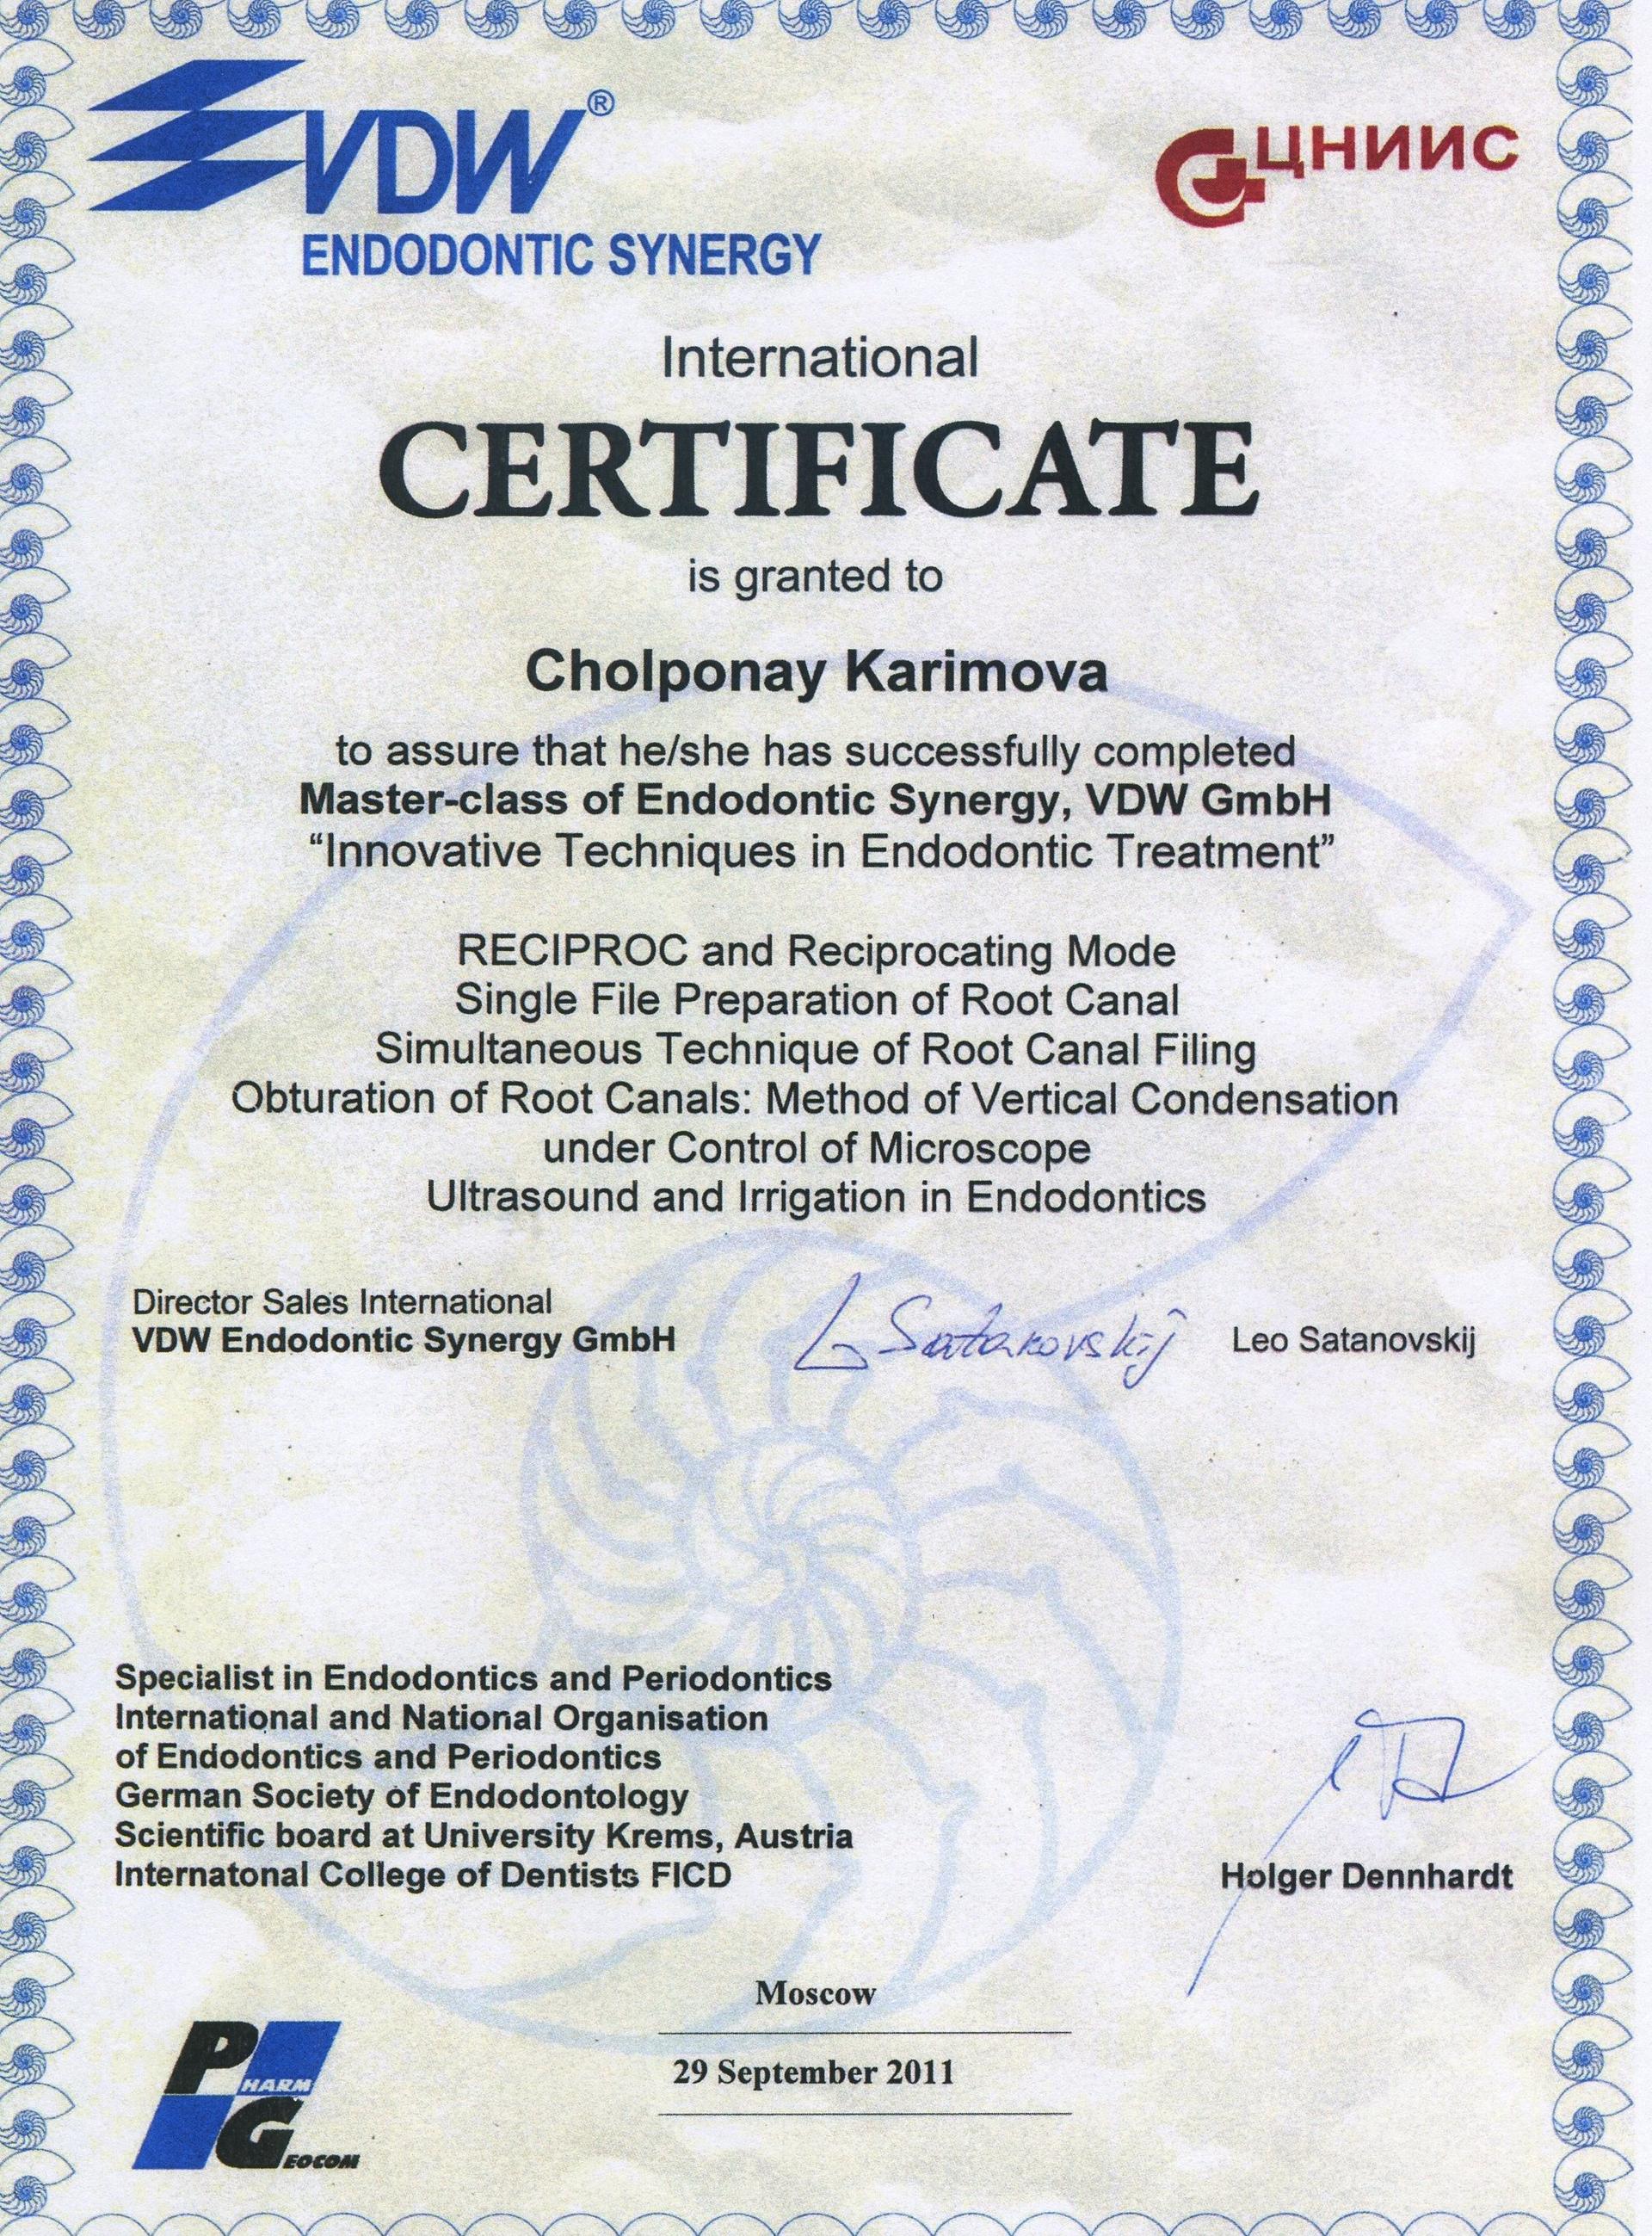 VDW®
ENDODONTIC SYNERGY
ЦНИИС
International
CERTIFICATE
is granted to
Cholponay Karimova
to assure that he/she has successfully completed
Master-class of Endodontic Synergy, VDW GmbH
“Innovative Techniques in Endodontic Treatment”
RECIPROC and Reciprocating Mode
Single File Preparation of Root Canal
Simultaneous Technique of Root Canal Filing
Obturation of Root Canals: Method of Vertical Condensation
under Control of Microscope
Ultrasound and Irrigation in Endodontics
Director Sales International
VDW Endodontic Synergy GmbH
L Satanovskij
Leo Satanovskij
Specialist in Endodontics and Periodontics
International and National Organisation
of Endodontics and Periodontics
German Society of Endodontology
Scientific board at University Krems, Austria
Internatonal College of Dentists FICD
Holger Dennhardt
Moscow
29 September 2011
PHARM
GEOCOM